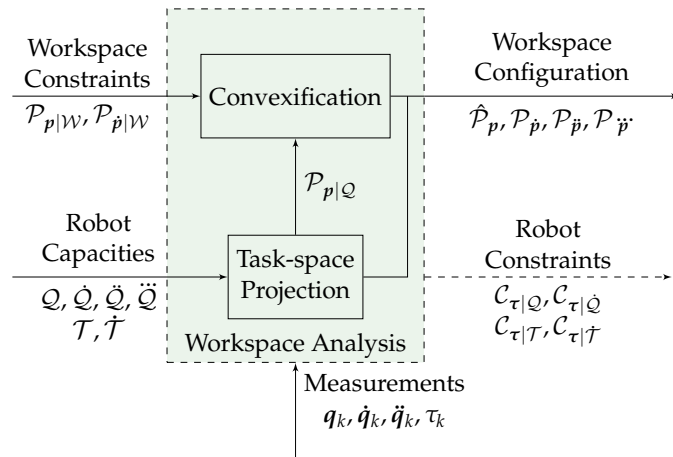 Workspace
Constraints
𝒫_{𝒑|𝒲}, 𝒫_{𝒑̇|𝒲}
Convexification
Workspace
Configuration
𝒫̂_𝒑, 𝒫_𝒑̇, 𝒫_𝒑̈, 𝒫_𝒑⃛
𝒫_{𝒑|𝒬}
Robot
Capacities
𝒬, 𝒬̇, 𝒬̈, 𝒬⃛
𝒯, 𝒯̇
Task-space
Projection
Workspace Analysis
Robot
Constraints
𝒞_{𝝉|𝒬}, 𝒞_{𝝉|𝒬̇}
𝒞_{𝝉|𝒯}, 𝒞_{𝝉|𝒯̇}
Measurements
𝒒_k, 𝒒̇_k, 𝒒̈_k, τ_k